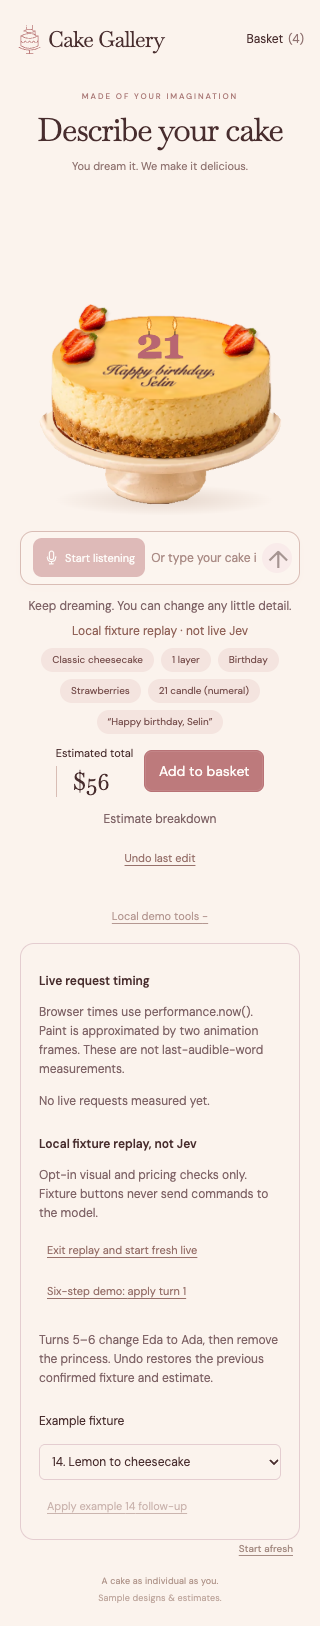 Cake Gallery
Basket (4)
MADE OF YOUR IMAGINATION
Describe your cake
You dream it. We make it delicious.
21
Happy birthday,
Selin
Start listening
Or type your cake i
Keep dreaming. You can change any little detail.
Local fixture replay · not live Jev
Classic cheesecake
1 layer
Birthday
Strawberries
21 candle (numeral)
“Happy birthday, Selin”
Estimated total
$56
Add to basket
Estimate breakdown
Undo last edit
Local demo tools −
Live request timing
Browser times use performance.now().
Paint is approximated by two animation
frames. These are not last-audible-word
measurements.
No live requests measured yet.
Local fixture replay, not Jev
Opt-in visual and pricing checks only.
Fixture buttons never send commands to
the model.
Exit replay and start fresh live
Six-step demo: apply turn 1
Turns 5–6 change Eda to Ada, then remove
the princess. Undo restores the previous
confirmed fixture and estimate.
Example fixture
14. Lemon to cheesecake
Apply example 14 follow-up
Start afresh
A cake as individual as you.
Sample designs & estimates.